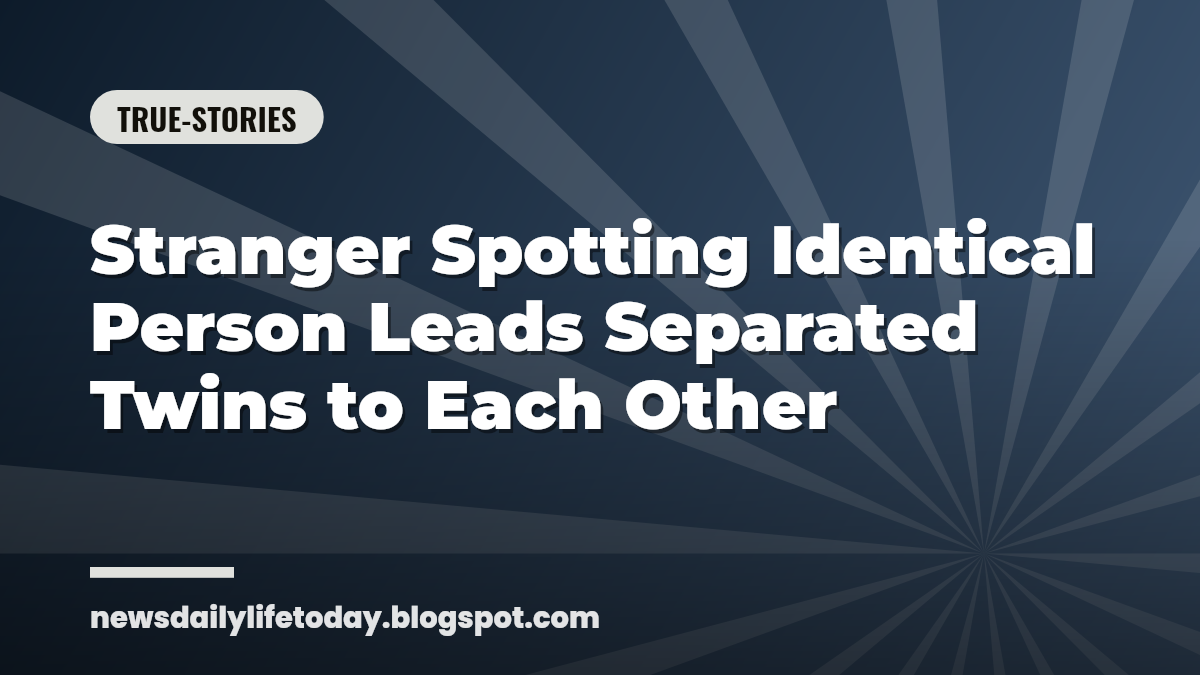 TRUE-STORIES
Stranger Spotting Identical
Person Leads Separated
Twins to Each Other
newsdailylifetoday.blogspot.com